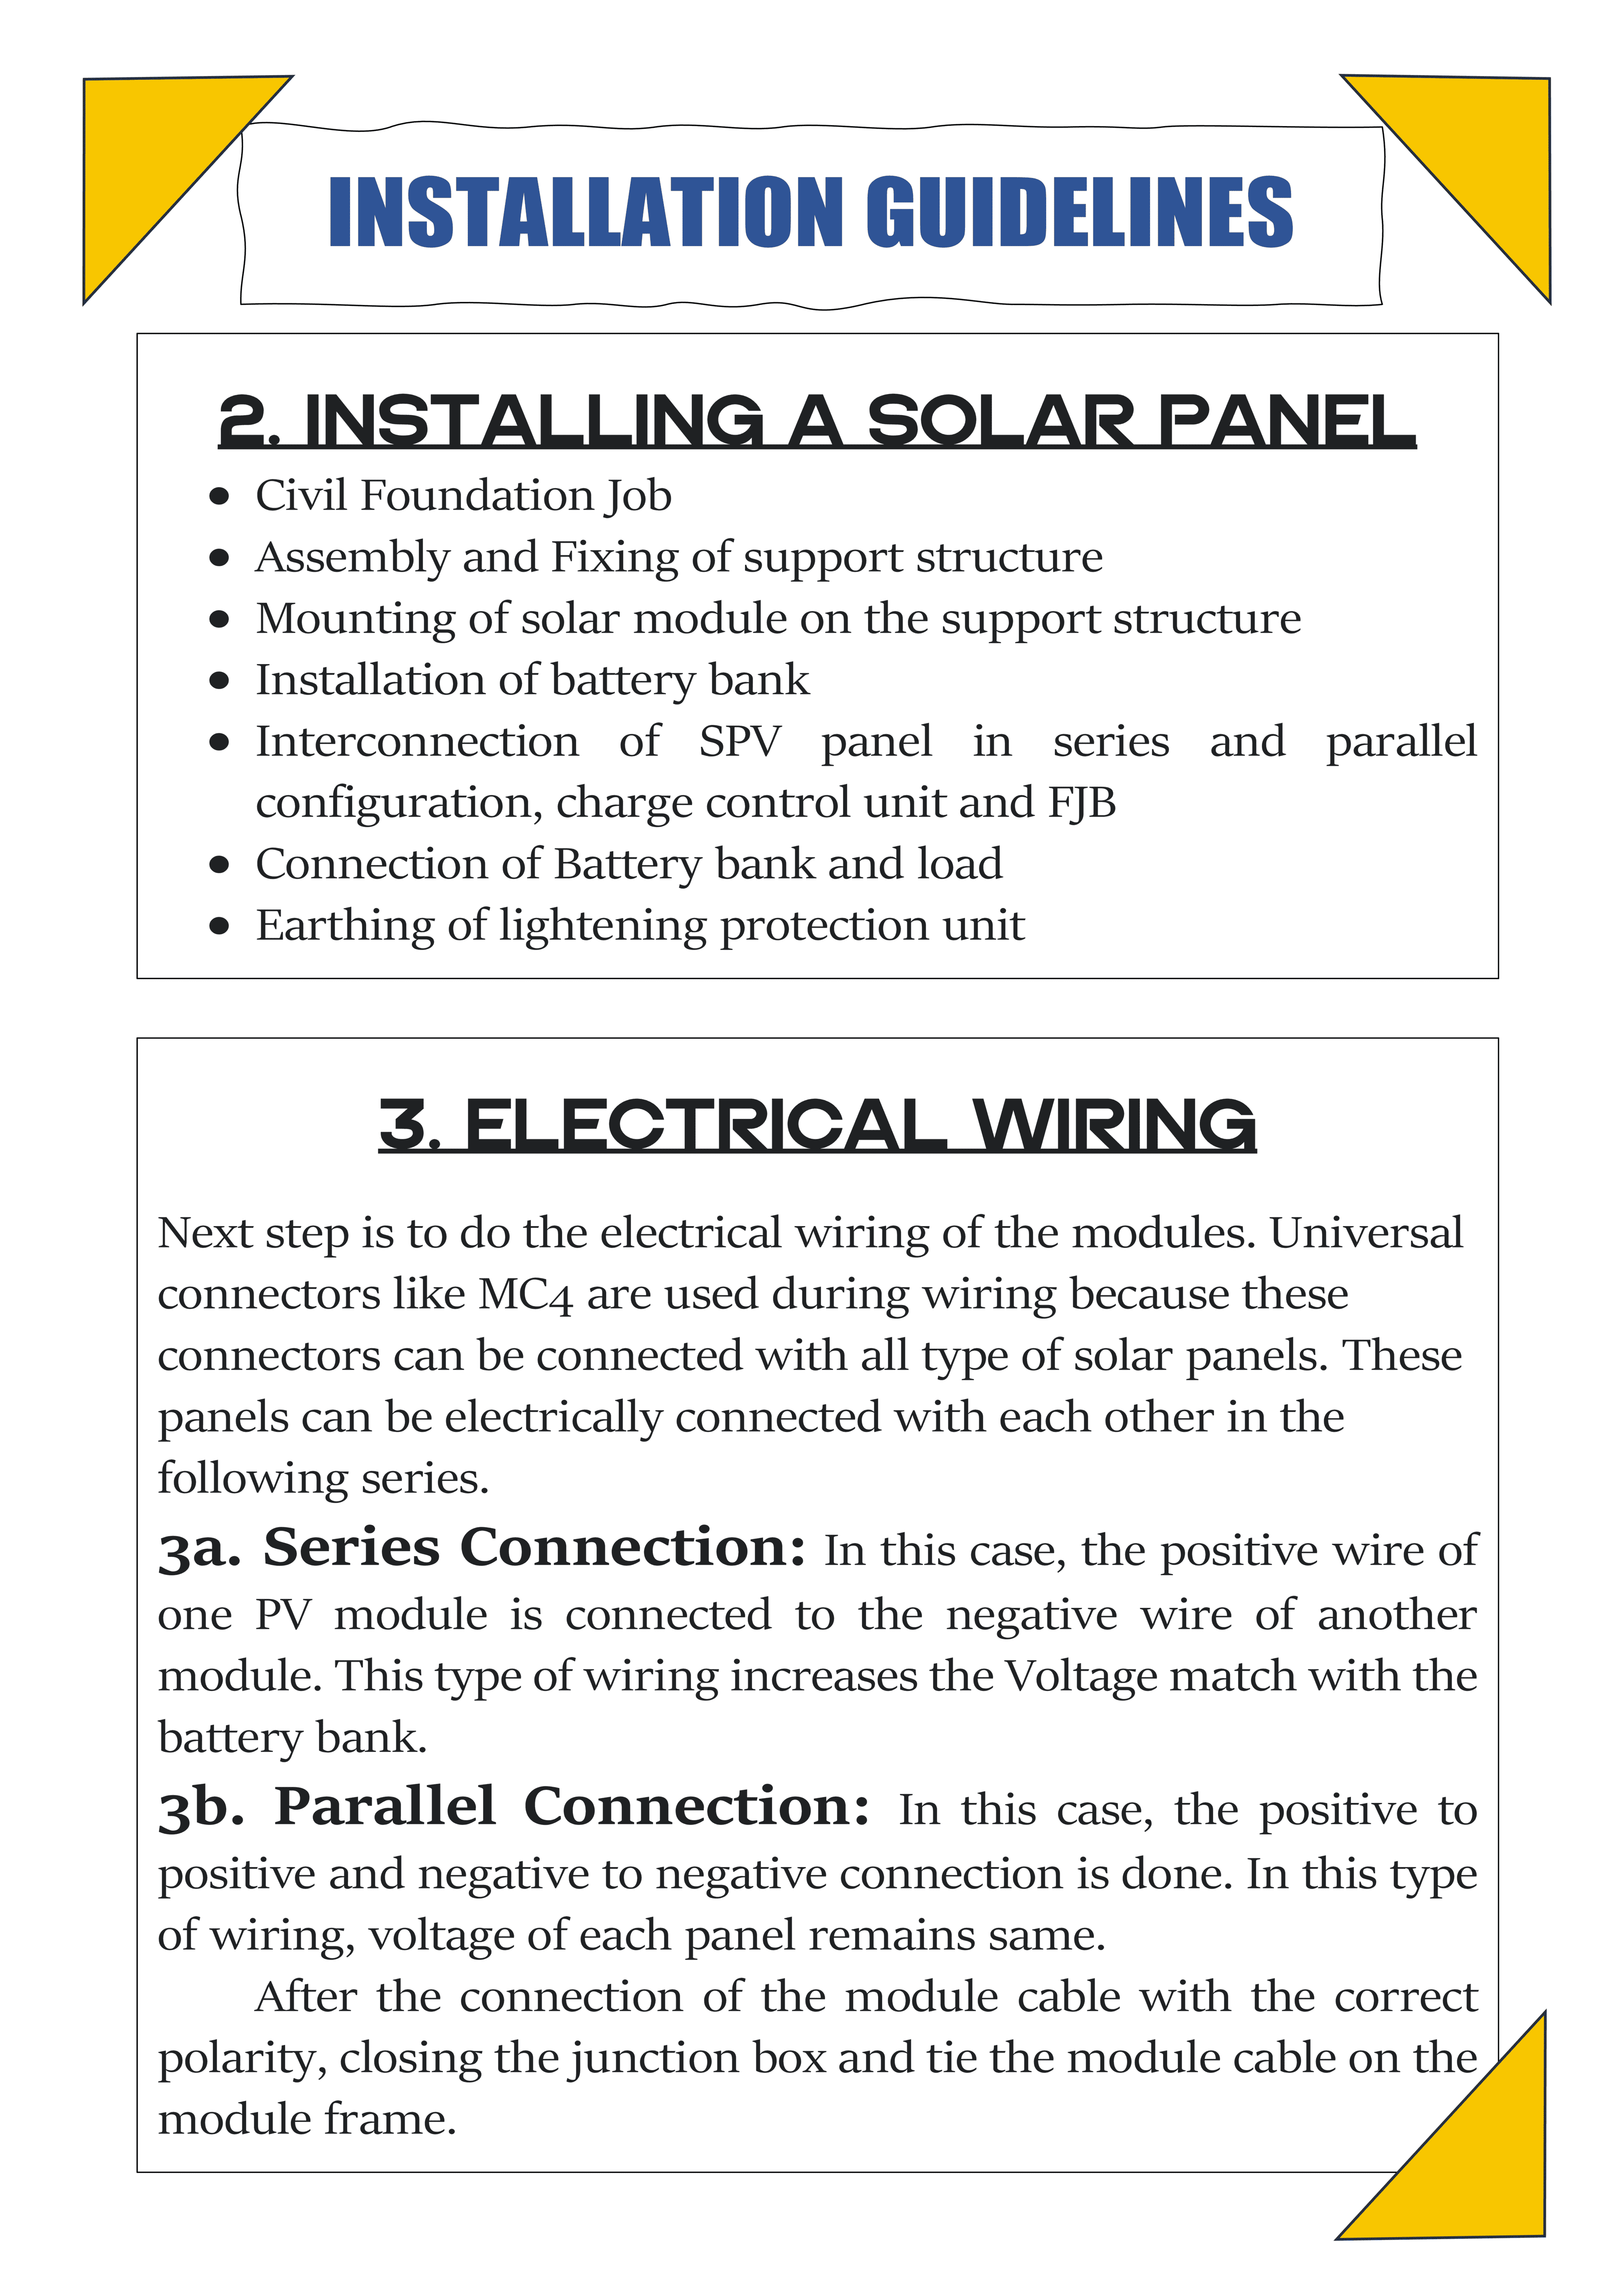 INSTALLATION GUIDELINES
2. INSTALLING A SOLAR PANEL
• Civil Foundation Job
• Assembly and Fixing of support structure
• Mounting of solar module on the support structure
• Installation of battery bank
• Interconnection of SPV panel in series and parallel
configuration, charge control unit and FJB
• Connection of Battery bank and load
• Earthing of lightening protection unit
3. ELECTRICAL WIRING
Next step is to do the electrical wiring of the modules. Universal
connectors like MC4 are used during wiring because these
connectors can be connected with all type of solar panels. These
panels can be electrically connected with each other in the
following series.
3a. Series Connection: In this case, the positive wire of
one PV module is connected to the negative wire of another
module. This type of wiring increases the Voltage match with the
battery bank.
3b. Parallel Connection: In this case, the positive to
positive and negative to negative connection is done. In this type
of wiring, voltage of each panel remains same.
After the connection of the module cable with the correct
polarity, closing the junction box and tie the module cable on the
module frame.